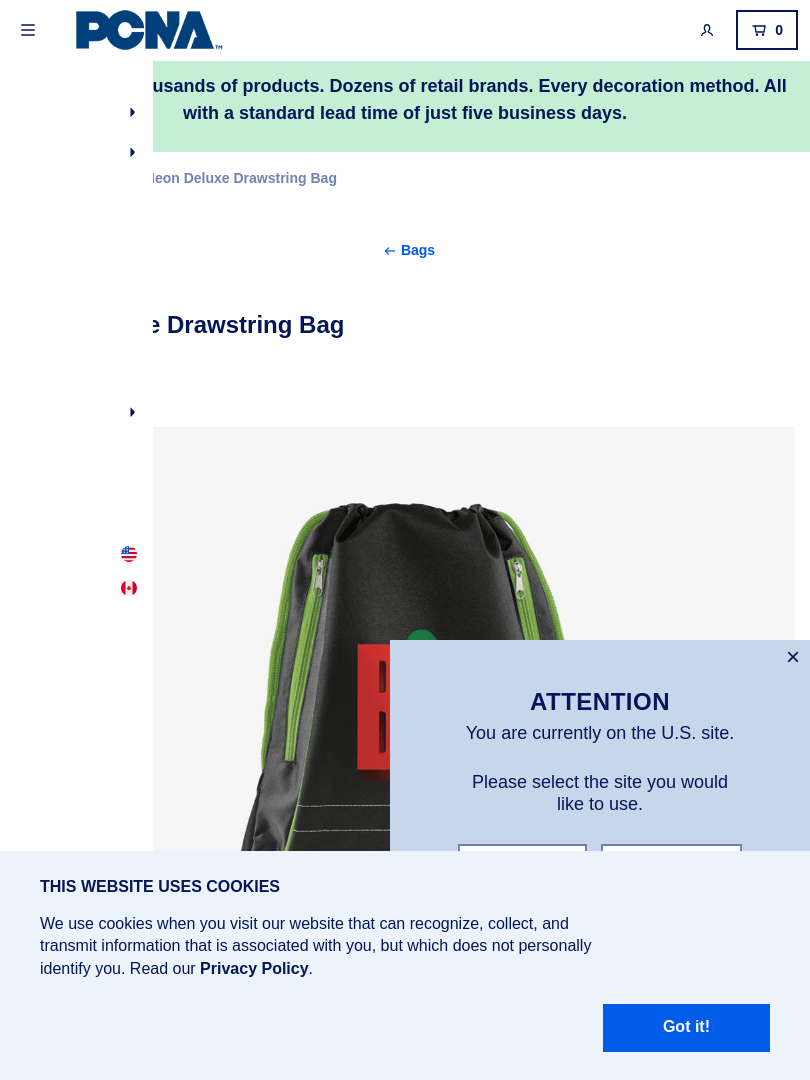 PCNA™
0
usands of products. Dozens of retail brands. Every decoration method. All
with a standard lead time of just five business days.
leon Deluxe Drawstring Bag
← Bags
e Drawstring Bag
×
ATTENTION
You are currently on the U.S. site.
Please select the site you would
like to use.
THIS WEBSITE USES COOKIES
We use cookies when you visit our website that can recognize, collect, and
transmit information that is associated with you, but which does not personally
identify you. Read our Privacy Policy.
Got it!